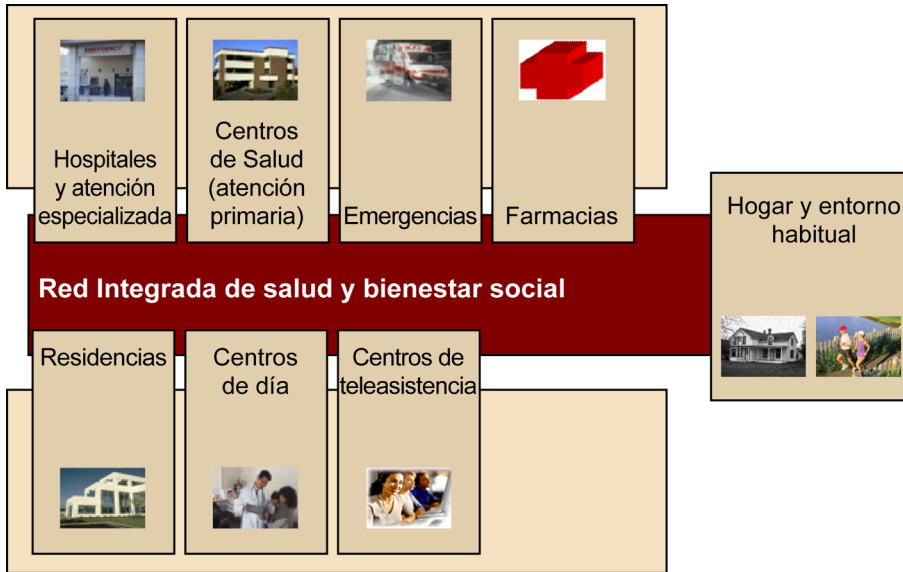 EMERGENCY
Hospitales
y atención
especializada
Centros
de Salud
(atención
primaria)
Emergencias
Farmacias
Hogar y entorno
habitual
Red Integrada de salud y bienestar social
Residencias
Centros
de día
Centros de
teleasistencia